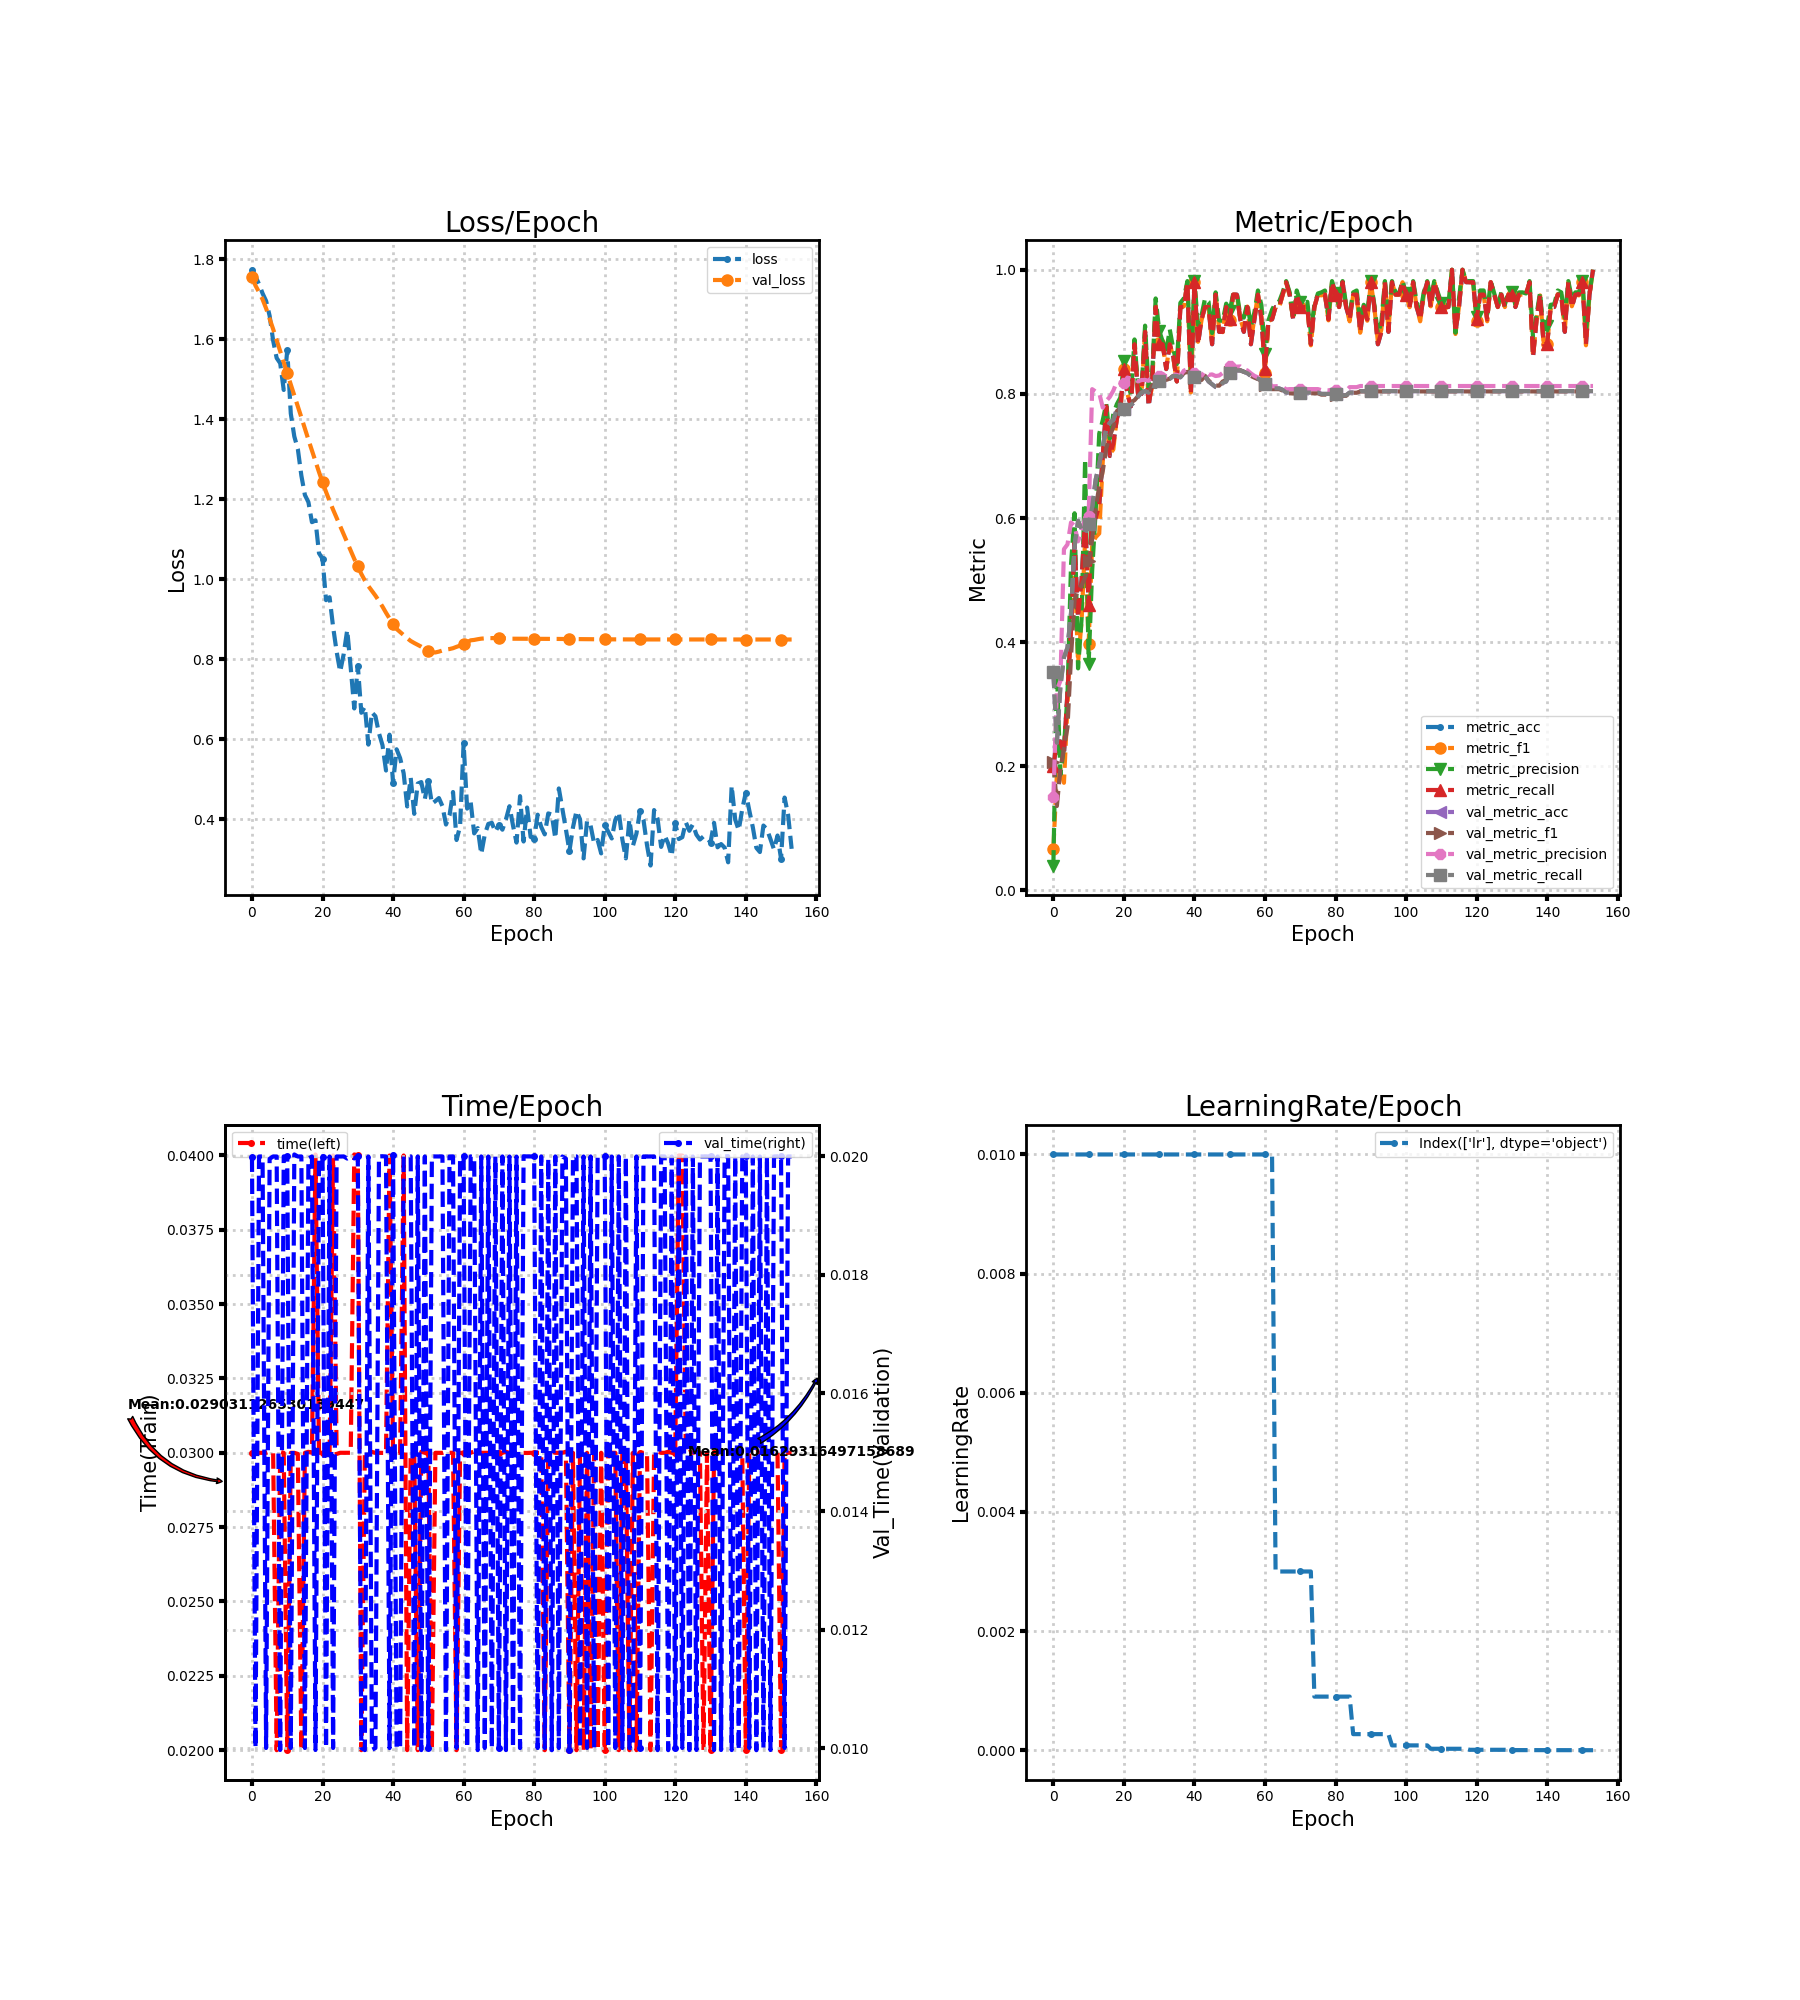 Loss/Epoch
loss
val_loss
1.8
1.6
1.4
1.2
1.0
0.8
0.6
0.4
Loss
0 20 40 60 80 100 120 140 160
Epoch
Metric/Epoch
1.0
0.8
0.6
0.4
0.2
0.0
Metric
metric_acc
metric_f1
metric_precision
metric_recall
val_metric_acc
val_metric_f1
val_metric_precision
val_metric_recall
0 20 40 60 80 100 120 140 160
Epoch
Time/Epoch
time(left)
val_time(right)
0.0400
0.0375
0.0350
0.0325
0.0300
0.0275
0.0250
0.0225
0.0200
Time(Train)
0.020
0.018
0.016
0.014
0.012
0.010
Val_Time(Validation)
Mean:0.01629316497158689
0 20 40 60 80 100 120 140 160
Epoch
LearningRate/Epoch
Index(['lr'], dtype='object')
0.010
0.008
0.006
0.004
0.002
0.000
LearningRate
0 20 40 60 80 100 120 140 160
Epoch